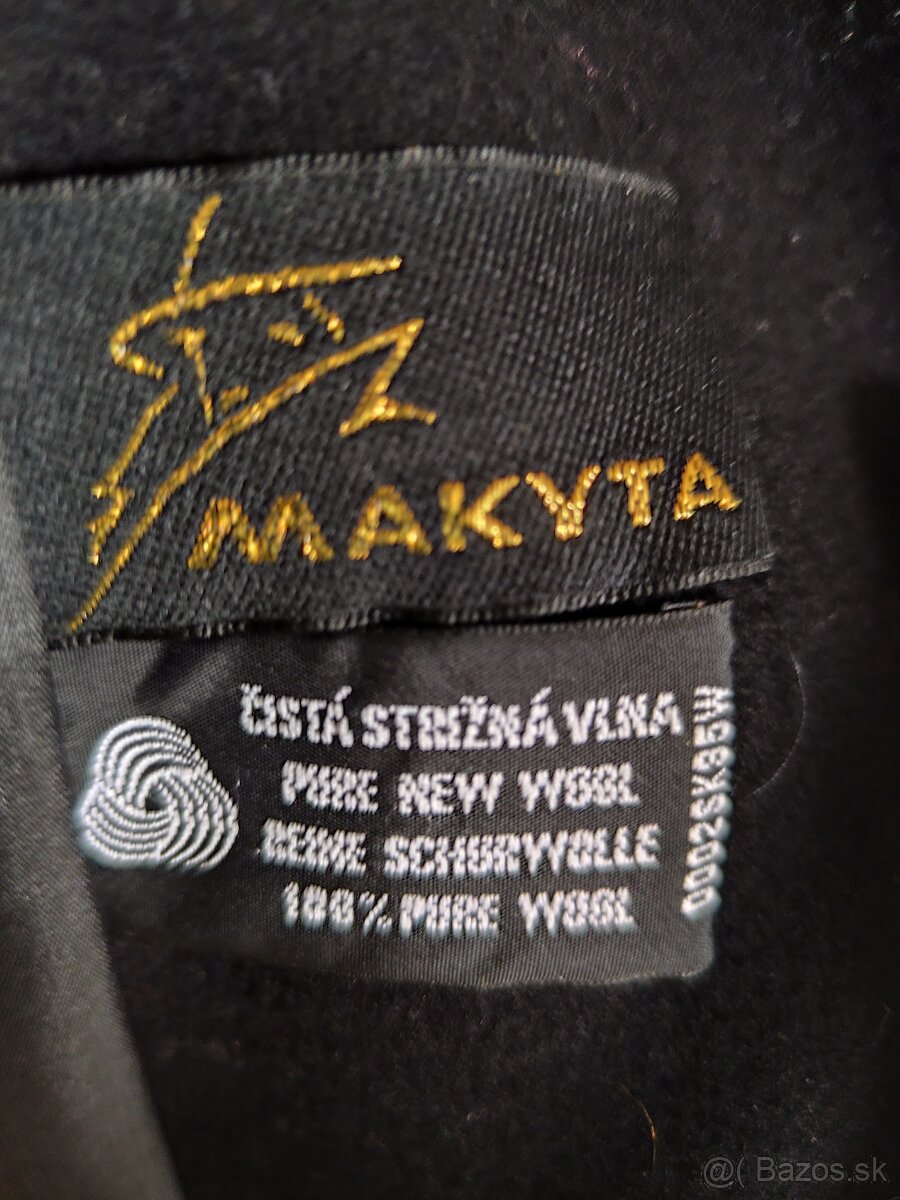 MAKYTA
ČISTÁ STRIŽNÁ VLNA
PURE NEW WOOL
REINE SCHURWOLLE
100% PURE WOOL
0002SK85W
@( Bazos.sk